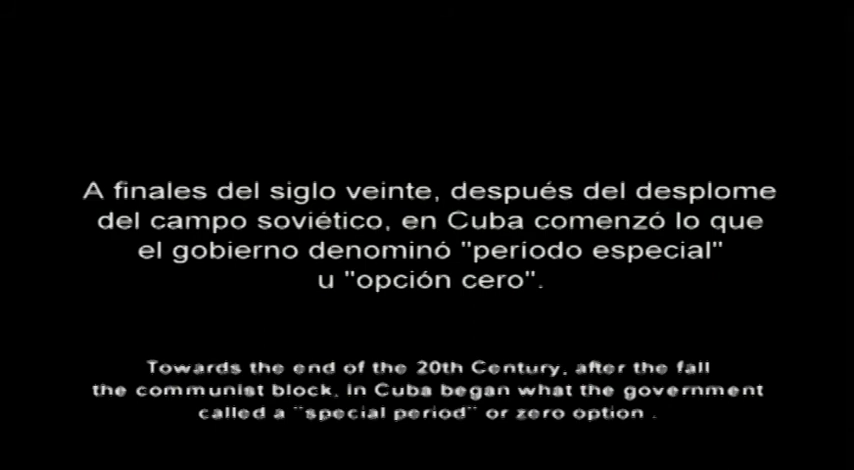 A finales del siglo veinte, después del desplome
del campo soviético, en Cuba comenzó lo que
el gobierno denominó "período especial"
u "opción cero".
Towards the end of the 20th Century, after the fall
the communist block, in Cuba began what the government
called a "special period" or zero option .